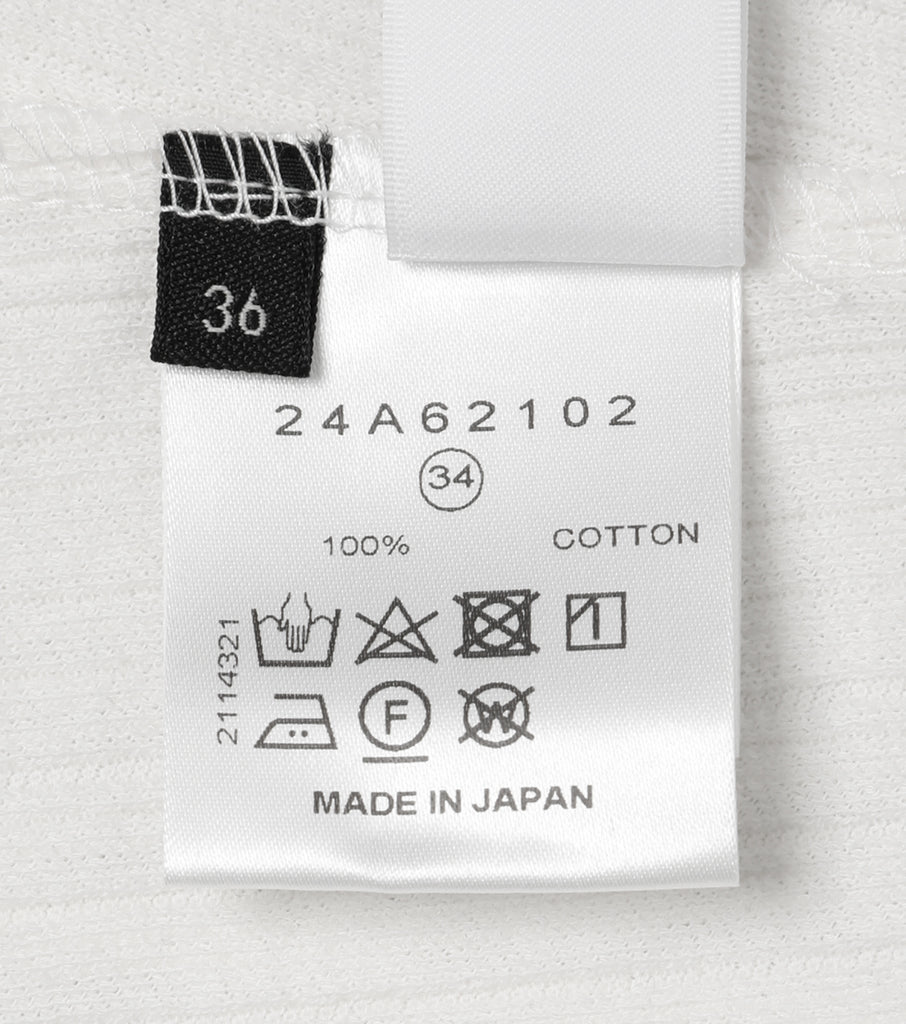 36
24A62102
34
100% COTTON
2114321
F
W
MADE IN JAPAN